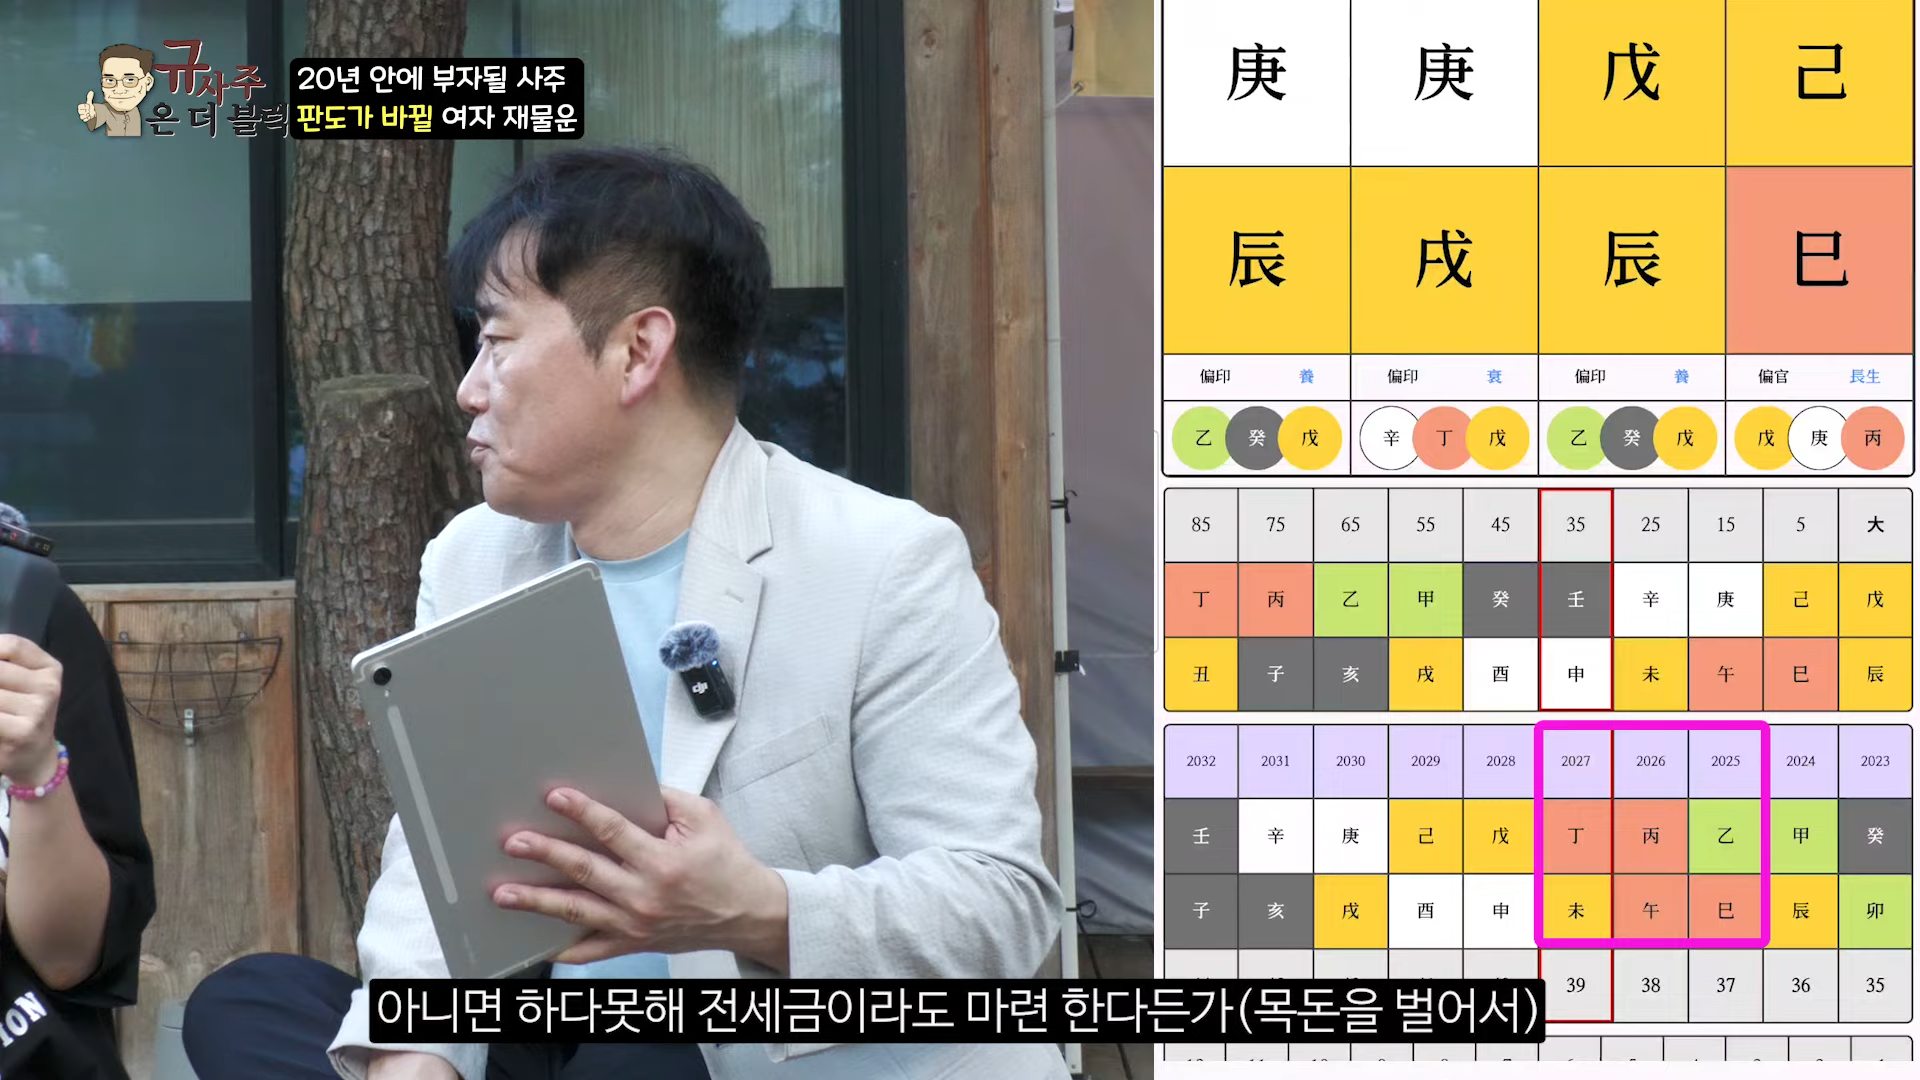 규사주
온 더 블럭
20년 안에 부자될 사주
판도가 바뀔 여자 재물운
庚 庚 戊 己
辰 戌 辰 巳
偏印 養 偏印 衰 偏印 養 偏官 長生
乙 癸 戊 辛 丁 戊 乙 癸 戊 戊 庚 丙
85 75 65 55 45 35 25 15 5 大
丁 丙 乙 甲 癸 壬 辛 庚 己 戊
丑 子 亥 戌 酉 申 未 午 巳 辰
2032 2031 2030 2029 2028 2027 2026 2025 2024 2023
壬 辛 庚 己 戊 丁 丙 乙 甲 癸
子 亥 戌 酉 申 未 午 巳 辰 卯
39 38 37 36 35
아니면 하다못해 전세금이라도 마련 한다든가(목돈을 벌어서)
ION